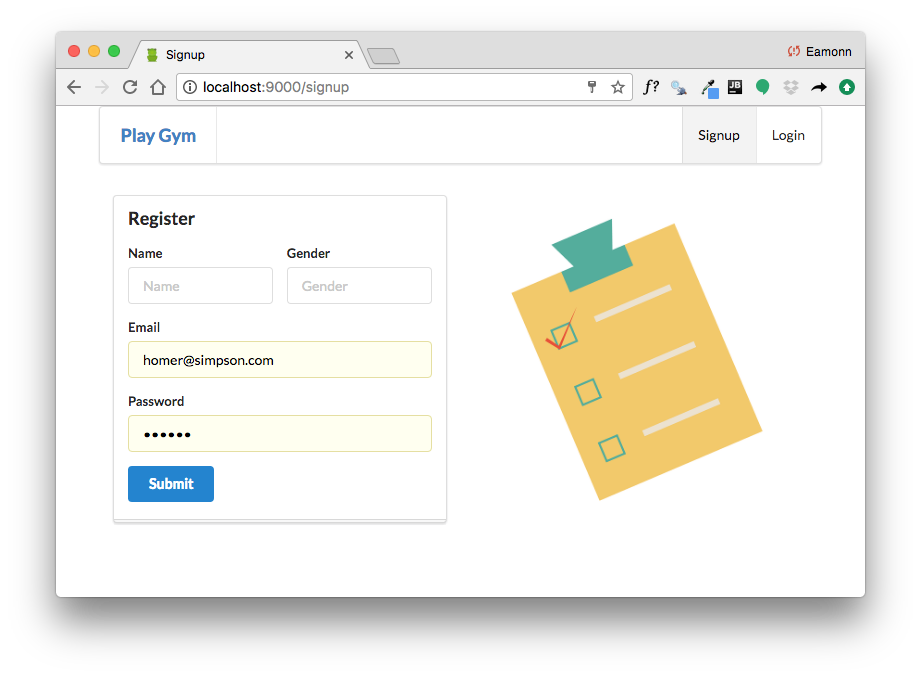 Signup
Eamonn
localhost:9000/signup
f?
JB
Play Gym
Signup
Login
Register
Name
Gender
Name
Gender
Email
homer@simpson.com
Password
••••••
Submit